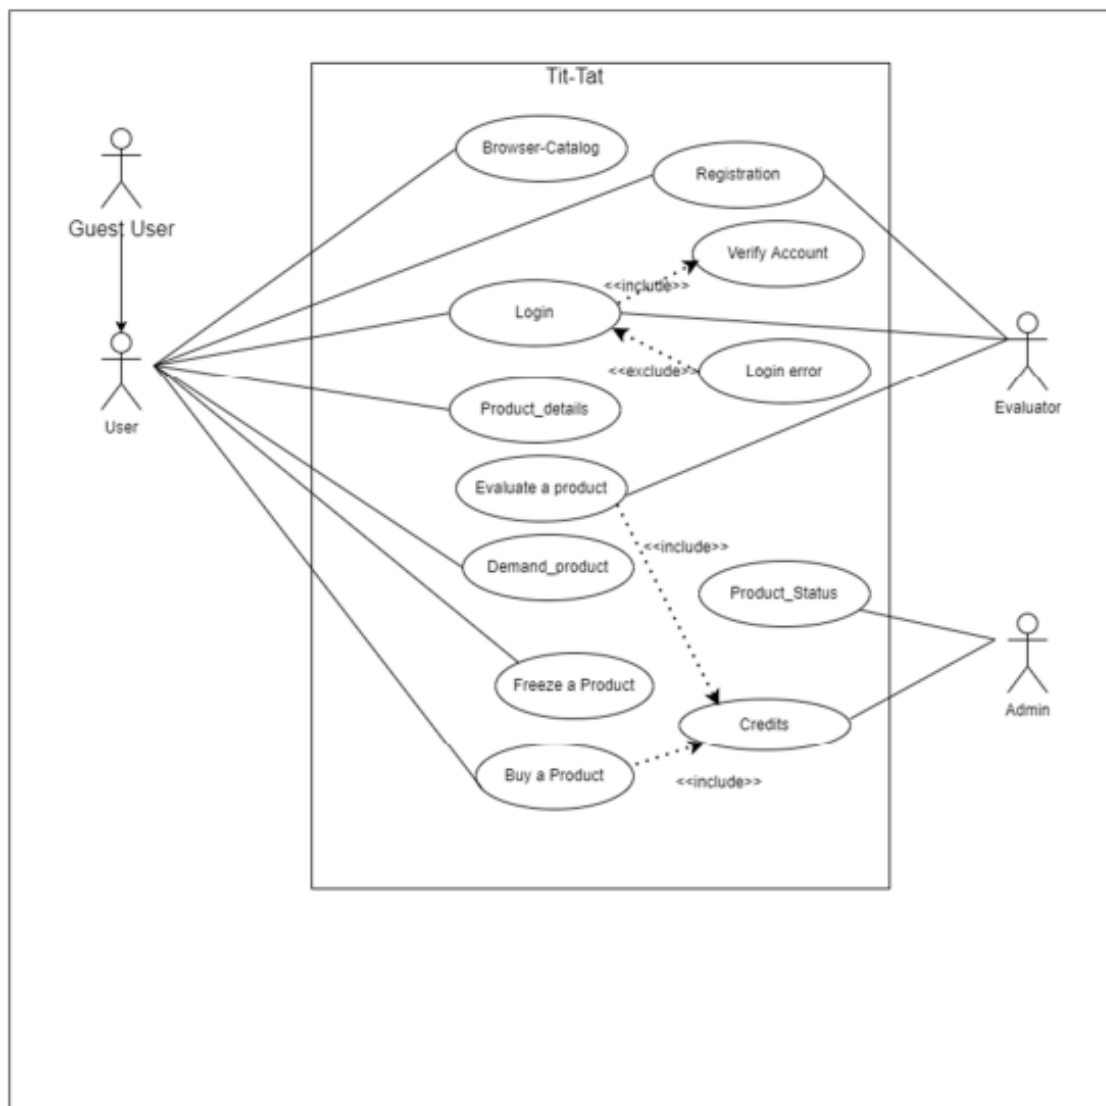 Tit-Tat
Browser-Catalog
Registration
Guest User
Verify Account
<<include>>
Login
<<exclude>>
Login error
User
Product_details
Evaluator
Evaluate a product
<<include>>
Demand_product
Product_Status
Freeze a Product
Admin
Credits
Buy a Product
<<include>>